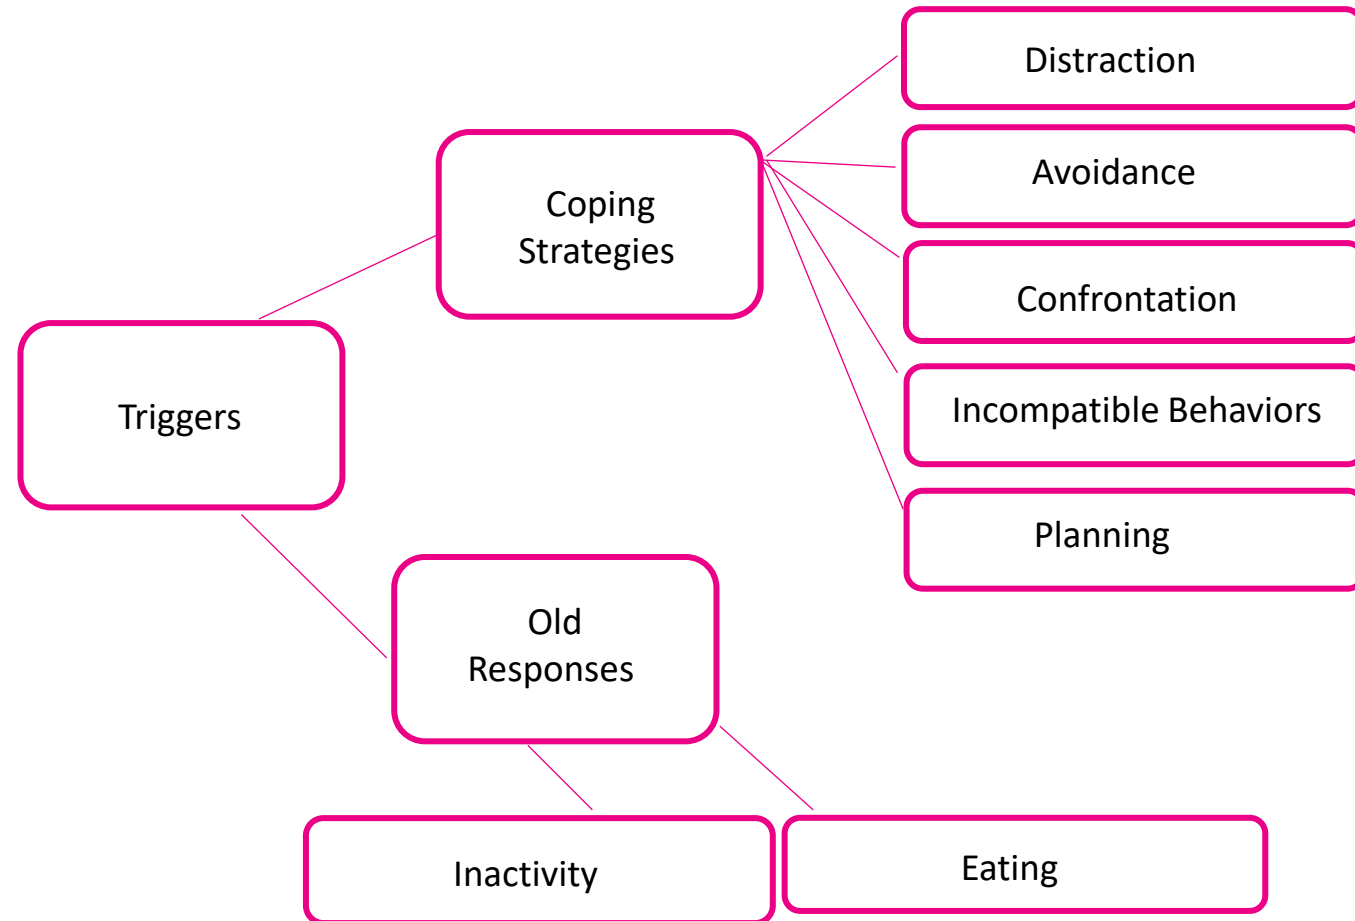 Distraction
Avoidance
Coping
Strategies
Confrontation
Triggers
Incompatible Behaviors
Planning
Old
Responses
Inactivity
Eating